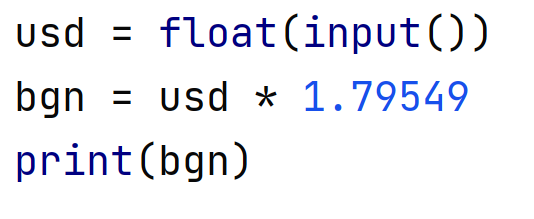 usd = float(input())
bgn = usd * 1.79549
print(bgn)